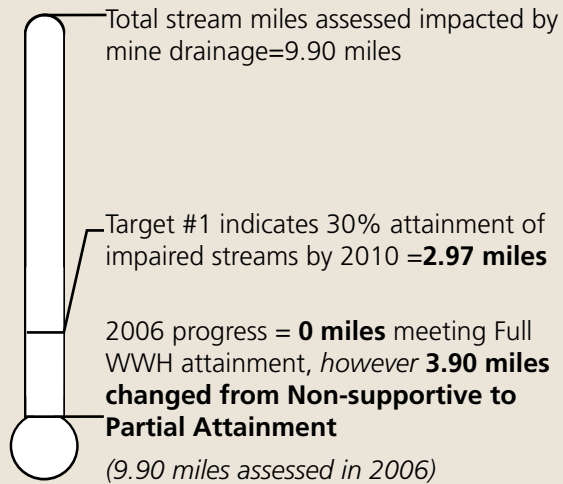 Total stream miles assessed impacted by
mine drainage=9.90 miles
Target #1 indicates 30% attainment of
impaired streams by 2010 =2.97 miles
2006 progress = 0 miles meeting Full
WWH attainment, however 3.90 miles
changed from Non-supportive to
Partial Attainment
(9.90 miles assessed in 2006)